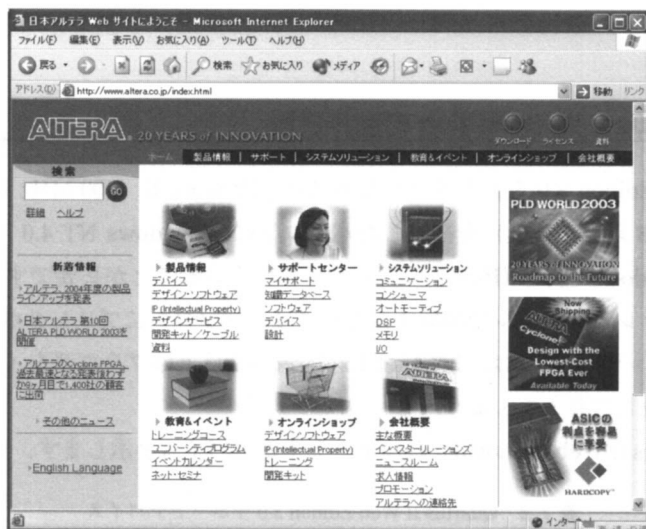 日本アルテラ Web サイトにようこそ - Microsoft Internet Explorer
ファイル(F) 編集(E) 表示(V) お気に入り(A) ツール(T) ヘルプ(H)
戻る 検索 お気に入り メディア
アドレス(D) http://www.altera.co.jp/index.html 移動 リンク
ALTERA® 20 YEARS of INNOVATION
ダウンロード ライセンス 資料
ホーム | 製品情報 | サポート | システムソリューション | 教育&イベント | オンラインショップ | 会社概要
検索
GO
詳細 ヘルプ
新着情報
アルテラ、2004年度の製品
ラインアップを発表
日本アルテラ 第10回
ALTERA PLD WORLD 2003を
開催
アルテラのCyclone FPGA、
過去最速となる発表後わず
か9ヶ月目で1,400社の顧客
に出荷
その他のニュース
English Language
製品情報
デバイス
デザイン・ソフトウェア
IP (Intellectual Property)
デザインサービス
開発キット/ケーブル
資料
サポートセンター
マイサポート
知識データベース
ソフトウェア
デバイス
設計
システムソリューション
コミュニケーション
コンシューマ
オートモーティブ
DSP
メモリ
I/O
教育&イベント
トレーニングコース
ユニバーシティプログラム
イベントカレンダー
ネット・セミナ
オンラインショップ
デザインソフトウェア
IP (Intellectual Property)
トレーニング
開発キット
会社概要
主な概要
インベスターリレーションズ
ニュースルーム
求人情報
プロモーション
アルテラへの連絡先
PLD WORLD 2003
20 YEARS of INNOVATION
Roadmap to the Future
Now Shipping
ALTERA
Cyclone
Design with the
Lowest-Cost
FPGA Ever
Available Today
ASICの
利点を容易
に享受
HARDCOPY™